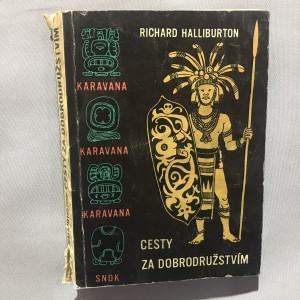 RICHARD HALLIBURTON
KARAVANA
KARAVANA
KARAVANA
SNDK
CESTY
ZA DOBRODRUŽSTVÍM
CESTY ZA DOBRODRUŽSTVÍM